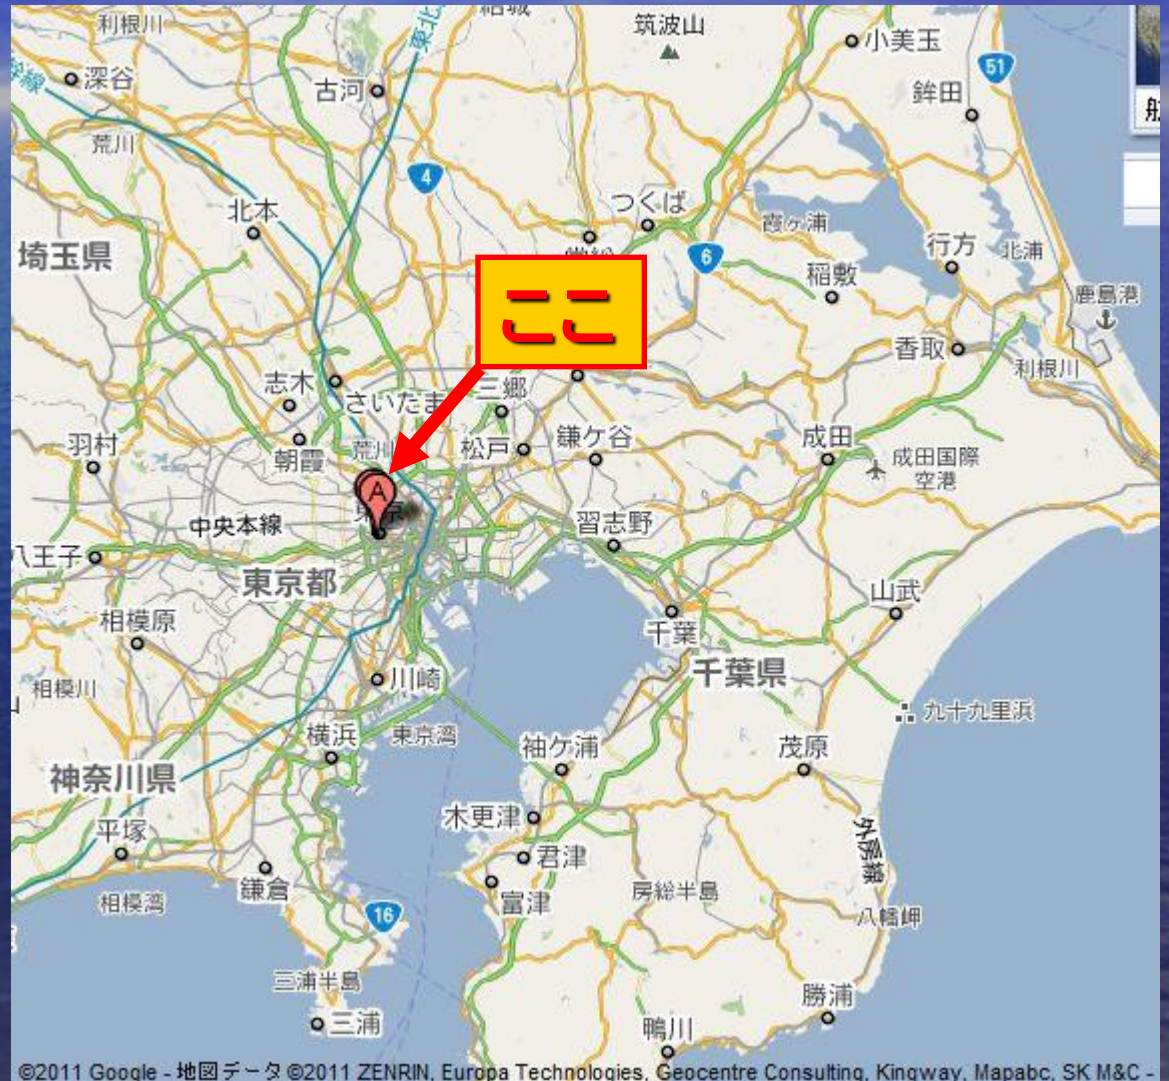 利根川
筑波山
小美玉
51
深谷
古河
鉾田
荒川
4
北本
つくば
霞ヶ浦
埼玉県
6
行方
北浦
稲敷
鹿島港
ここ
香取
利根川
志木
さいたま
三郷
羽村
朝霞
荒川
松戸
鎌ケ谷
成田
成田国際
空港
A
中央本線
東京
習志野
八王子
東京都
山武
相模原
千葉
千葉県
相模川
川崎
九十九里浜
横浜
東京湾
袖ケ浦
茂原
神奈川県
木更津
平塚
君津
外房線
鎌倉
富津
房総半島
相模湾
16
八幡岬
三浦半島
勝浦
三浦
鴨川
©2011 Google - 地図データ ©2011 ZENRIN, Europa Technologies, Geocentre Consulting, Kingway, Mapabc, SK M&C -